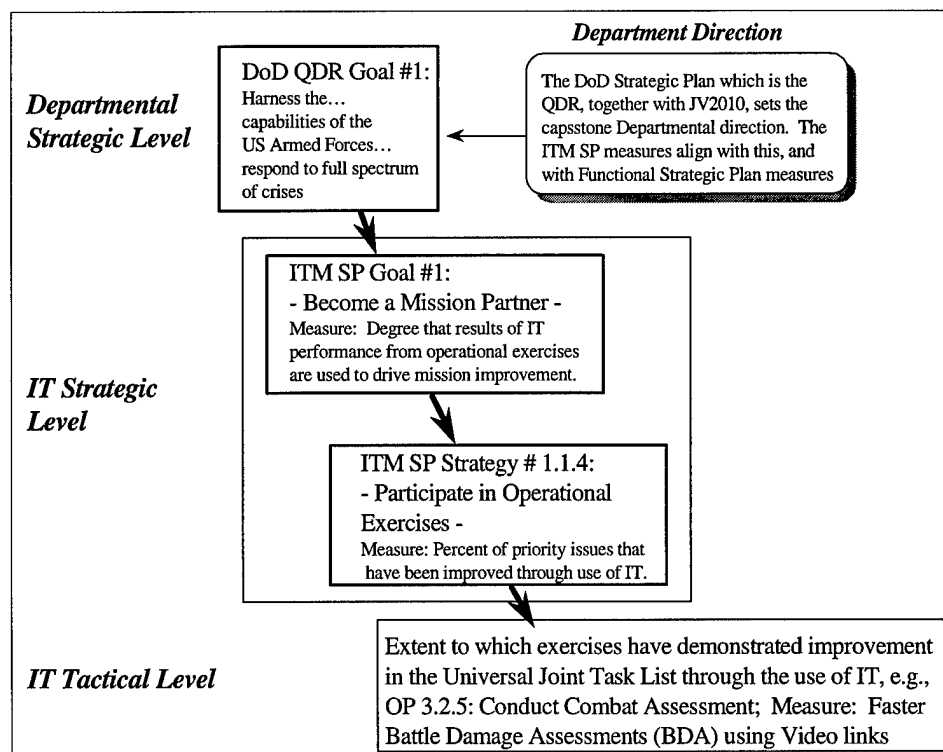 Department Direction
DoD QDR Goal #1:
Harness the…
capabilities of the
US Armed Forces…
respond to full spectrum
of crises
The DoD Strategic Plan which is the
QDR, together with JV2010, sets the
capsstone Departmental direction.  The
ITM SP measures align with this, and
with Functional Strategic Plan measures
Departmental
Strategic Level
ITM SP Goal #1:
- Become a Mission Partner -
Measure:  Degree that results of IT
performance from operational exercises
are used to drive mission improvement.
IT Strategic
Level
ITM SP Strategy # 1.1.4:
- Participate in Operational
Exercises -
Measure: Percent of priority issues that
have been improved through use of IT.
IT Tactical Level
Extent to which exercises have demonstrated improvement
in the Universal Joint Task List through the use of IT, e.g.,
OP 3.2.5: Conduct Combat Assessment;  Measure:  Faster
Battle Damage Assessments (BDA) using Video links